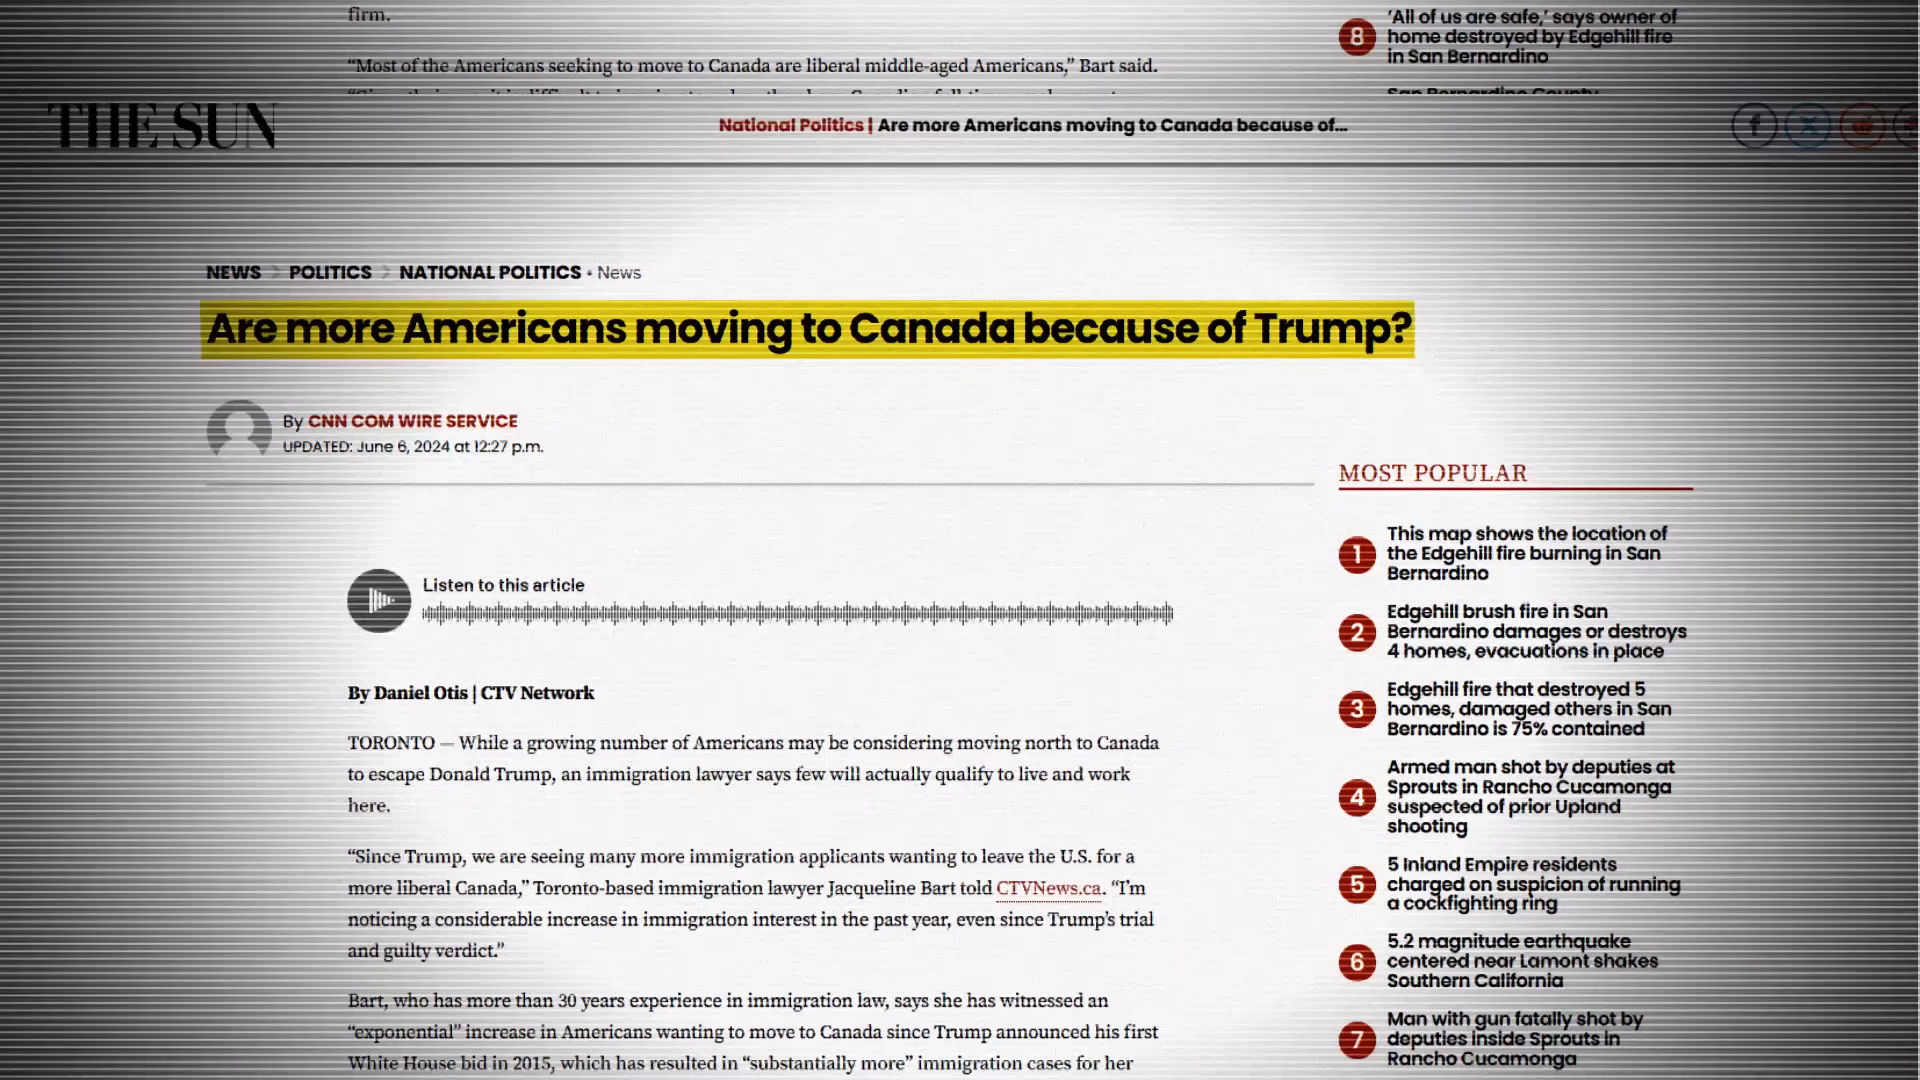 firm.
“Most of the Americans seeking to move to Canada are liberal middle-aged Americans,” Bart said.
8
‘All of us are safe,’ says owner of
home destroyed by Edgehill fire
in San Bernardino
San Bernardino County
THE SUN
National Politics | Are more Americans moving to Canada because of...
NEWS > POLITICS > NATIONAL POLITICS • News
Are more Americans moving to Canada because of Trump?
By CNN COM WIRE SERVICE
UPDATED: June 6, 2024 at 12:27 p.m.
Listen to this article
By Daniel Otis | CTV Network
TORONTO — While a growing number of Americans may be considering moving north to Canada
to escape Donald Trump, an immigration lawyer says few will actually qualify to live and work
here.
“Since Trump, we are seeing many more immigration applicants wanting to leave the U.S. for a
more liberal Canada,” Toronto-based immigration lawyer Jacqueline Bart told CTVNews.ca. “I’m
noticing a considerable increase in immigration interest in the past year, even since Trump’s trial
and guilty verdict.”
Bart, who has more than 30 years experience in immigration law, says she has witnessed an
“exponential” increase in Americans wanting to move to Canada since Trump announced his first
White House bid in 2015, which has resulted in “substantially more” immigration cases for her
MOST POPULAR
1
This map shows the location of
the Edgehill fire burning in San
Bernardino
2
Edgehill brush fire in San
Bernardino damages or destroys
4 homes, evacuations in place
3
Edgehill fire that destroyed 5
homes, damaged others in San
Bernardino is 75% contained
4
Armed man shot by deputies at
Sprouts in Rancho Cucamonga
suspected of prior Upland
shooting
5
5 Inland Empire residents
charged on suspicion of running
a cockfighting ring
6
5.2 magnitude earthquake
centered near Lamont shakes
Southern California
7
Man with gun fatally shot by
deputies inside Sprouts in
Rancho Cucamonga